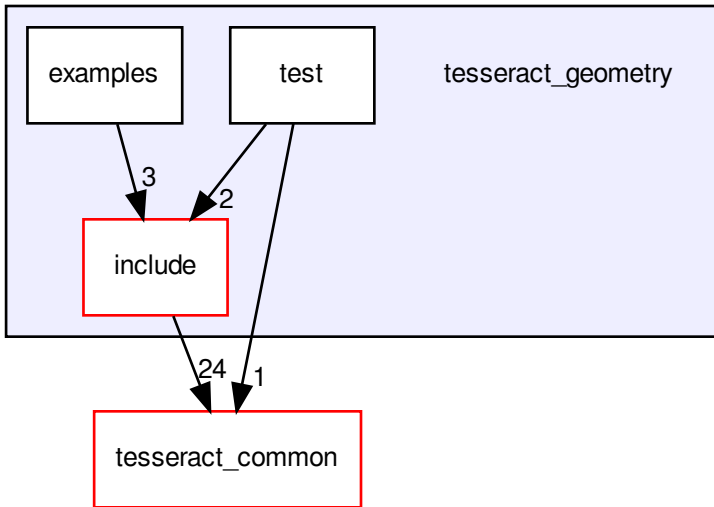 examples
test
tesseract_geometry
3
2
include
24
1
tesseract_common